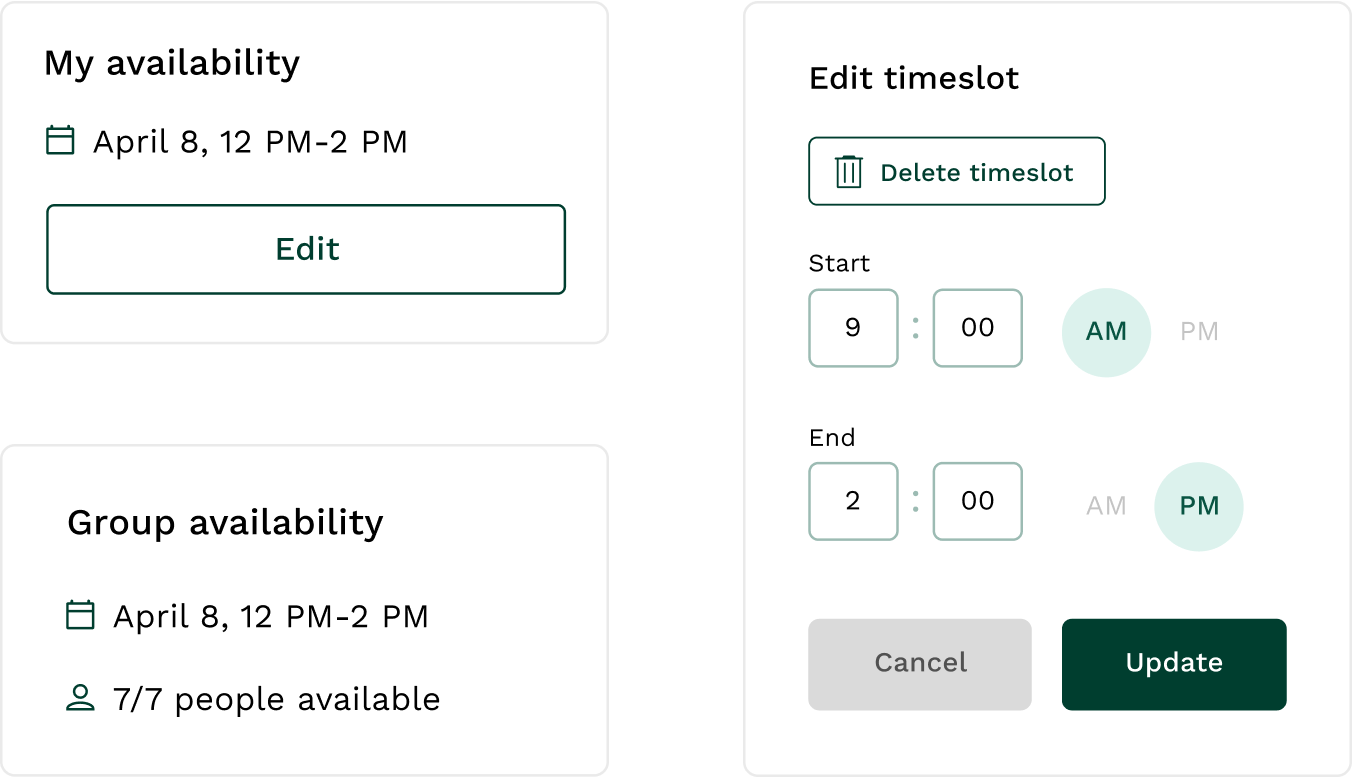 My availability
April 8, 12 PM-2 PM
Edit
Group availability
April 8, 12 PM-2 PM
7/7 people available
Edit timeslot
Delete timeslot
Start
9 : 00 AM PM
End
2 : 00 AM PM
Cancel Update